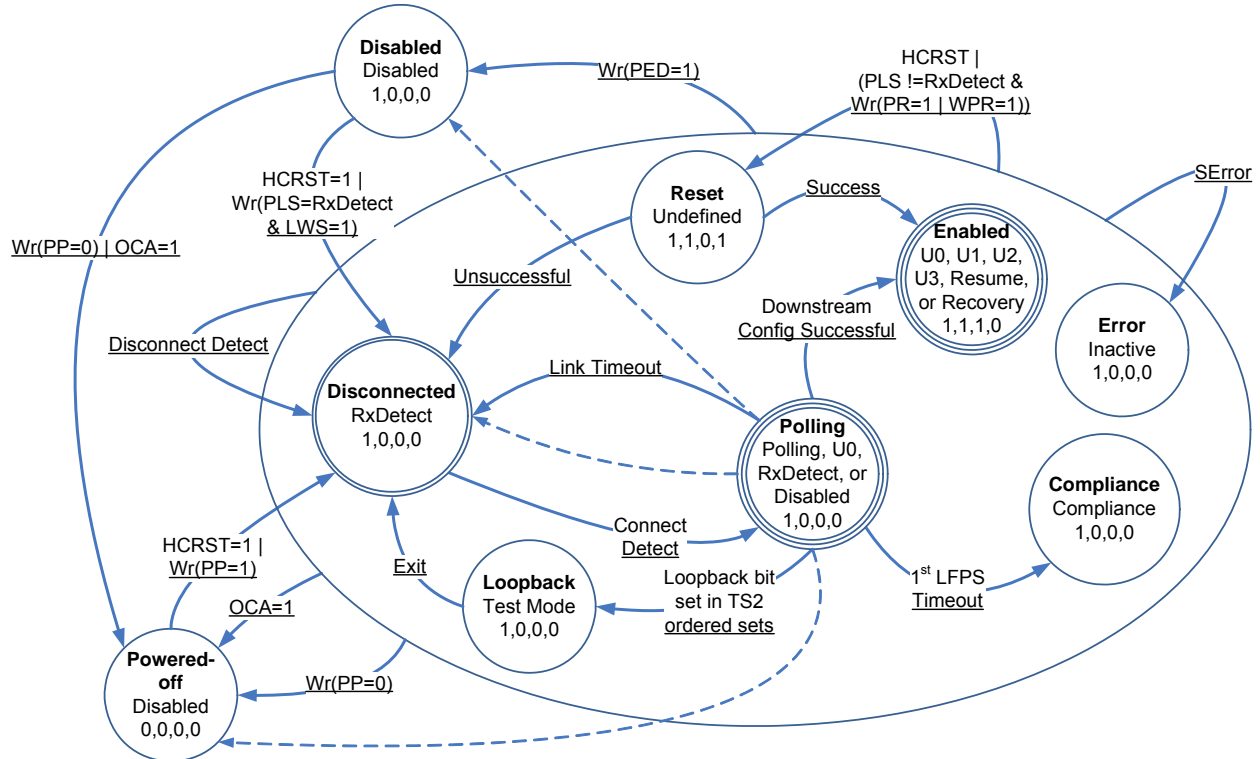 Disabled
Disabled
1,0,0,0
Wr(PED=1)
HCRST |
(PLS !=RxDetect &
Wr(PR=1 | WPR=1))
HCRST=1 |
Wr(PLS=RxDetect
& LWS=1)
Reset
Undefined
1,1,0,1
Success
SError
Enabled
U0, U1, U2,
U3, Resume,
or Recovery
1,1,1,0
Wr(PP=0) | OCA=1
Unsuccessful
Downstream
Config Successful
Error
Inactive
1,0,0,0
Disconnect Detect
Link Timeout
Disconnected
RxDetect
1,0,0,0
Polling
Polling, U0,
RxDetect, or
Disabled
1,0,0,0
Compliance
Compliance
1,0,0,0
HCRST=1 |
Wr(PP=1)
Connect
Detect
Exit
Loopback
Test Mode
1,0,0,0
Loopback bit
set in TS2
ordered sets
1st LFPS
Timeout
OCA=1
Powered-
off
Disabled
0,0,0,0
Wr(PP=0)